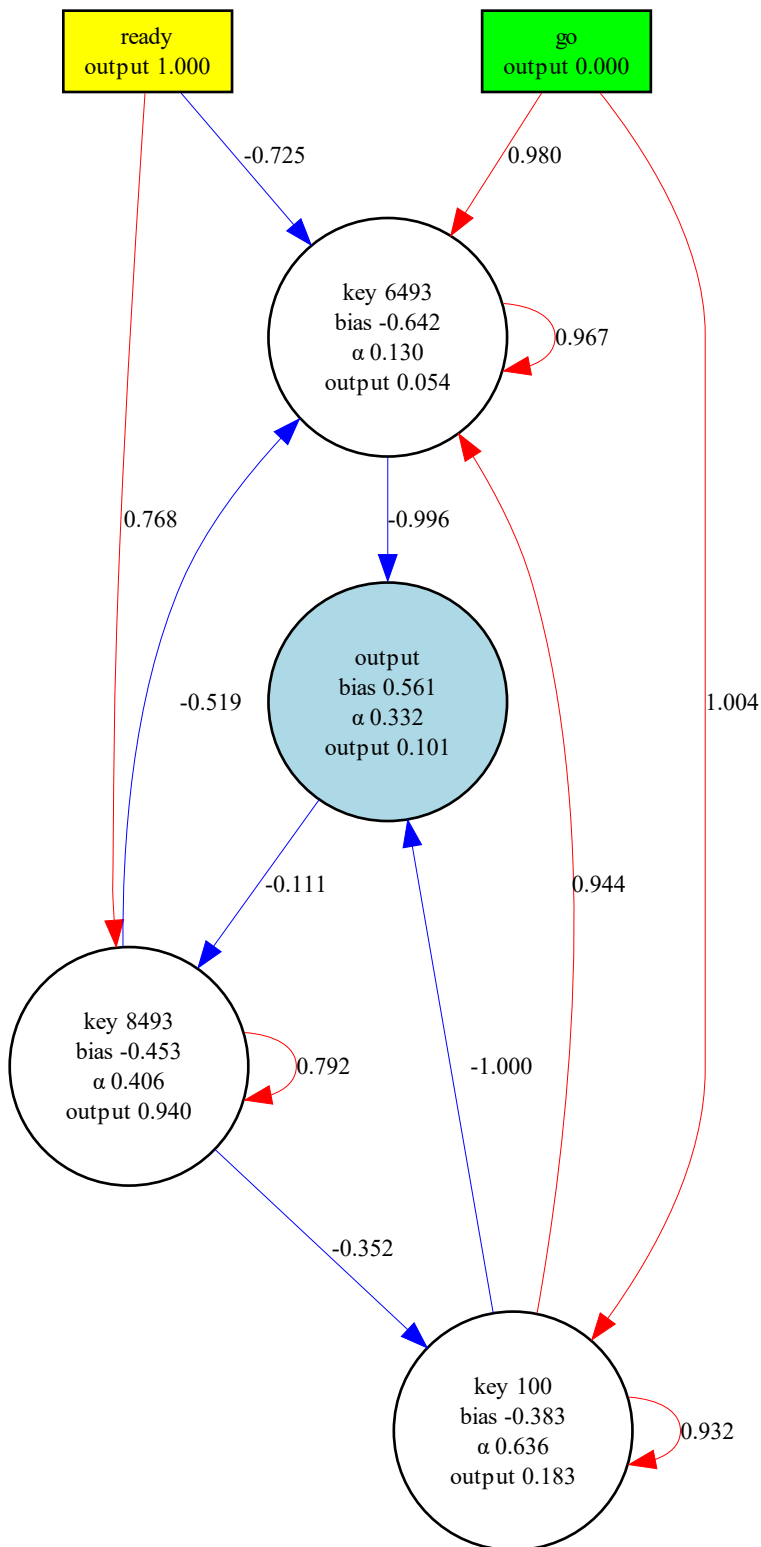 ready
output 1.000
go
output 0.000
-0.725
0.980
key 6493
bias -0.642
α 0.130
output 0.054
0.967
0.768
-0.996
-0.519
output
bias 0.561
α 0.332
output 0.101
1.004
-0.111
0.944
key 8493
bias -0.453
α 0.406
output 0.940
0.792
-1.000
-0.352
key 100
bias -0.383
α 0.636
output 0.183
0.932